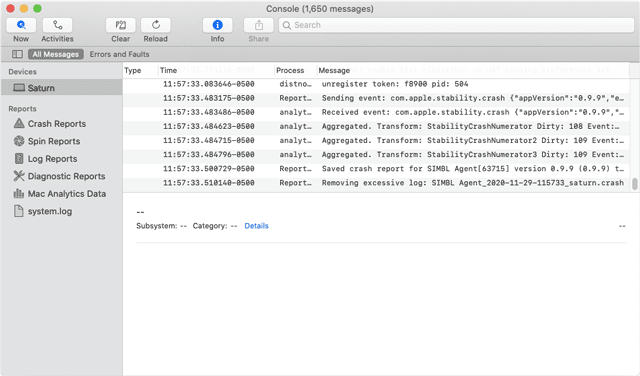 Console (1,650 messages)
Now Activities Clear Reload Info Share Search
All Messages Errors and Faults
Devices
Saturn
Reports
Crash Reports
Spin Reports
Log Reports
Diagnostic Reports
Mac Analytics Data
system.log
Type Time Process Message
11:57:33.083646-0500 distno… unregister token: f8900 pid: 504
11:57:33.483175-0500 Report… Sending event: com.apple.stability.crash {"appVersion":"0.9.9","e…
11:57:33.483486-0500 analyt… Received event: com.apple.stability.crash {"appVersion":"0.9.9",…
11:57:33.484623-0500 analyt… Aggregated. Transform: StabilityCrashNumerator Dirty: 108 Event:…
11:57:33.484715-0500 analyt… Aggregated. Transform: StabilityCrashNumerator2 Dirty: 109 Event:…
11:57:33.484796-0500 analyt… Aggregated. Transform: StabilityCrashNumerator3 Dirty: 109 Event:…
11:57:33.500729-0500 Report… Saved crash report for SIMBL Agent[63715] version 0.9.9 (0.9.9) t…
11:57:33.510140-0500 Report… Removing excessive log: SIMBL Agent_2020-11-29-115733_saturn.crash
--
Subsystem: -- Category: -- Details --